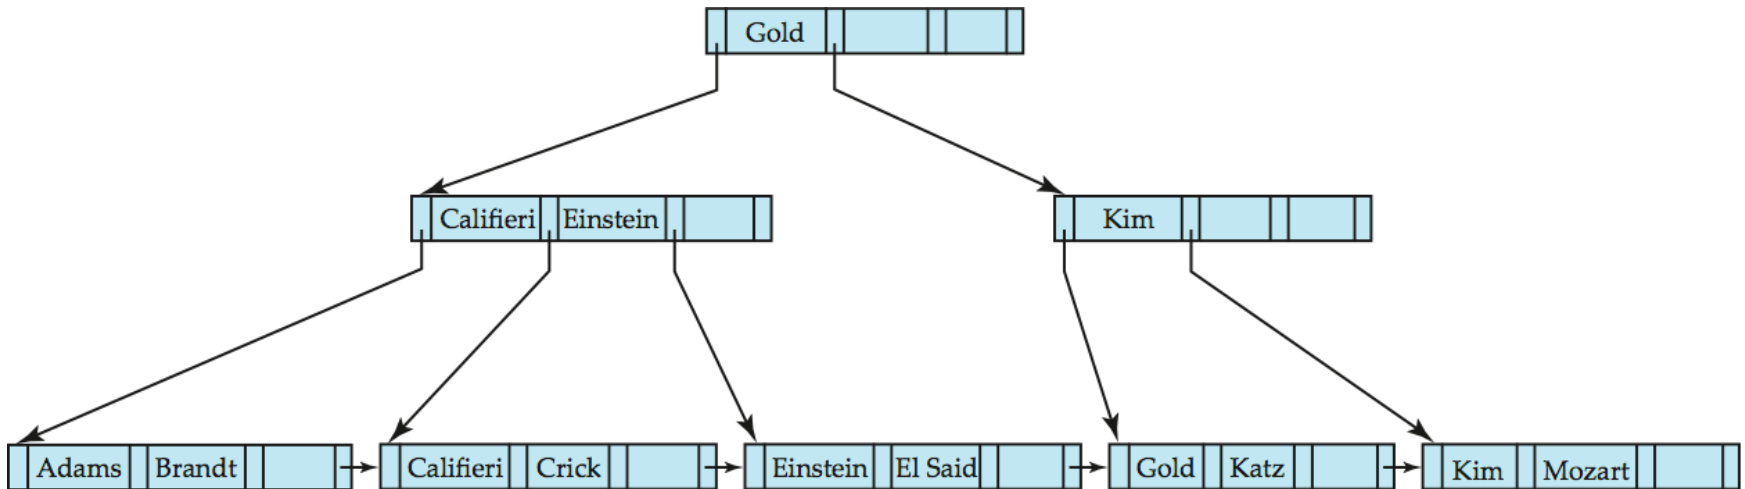 Gold
Califieri Einstein
Kim
Adams Brandt
Califieri Crick
Einstein El Said
Gold Katz
Kim Mozart